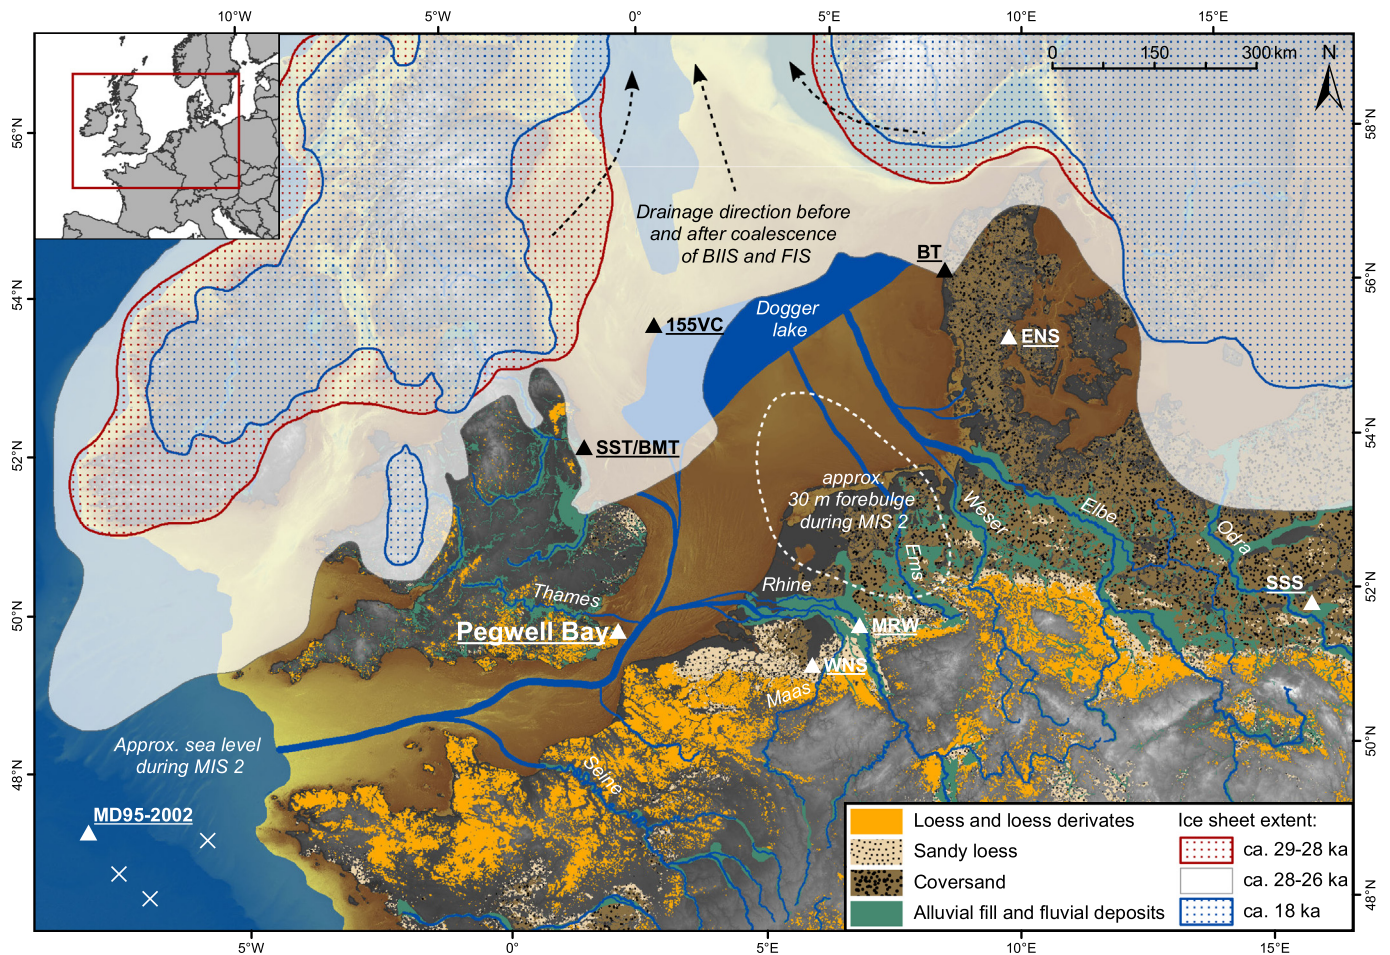 10°W
5°W
0°
5°E
10°E
15°E
0
150
300 km
N
56°N
54°N
52°N
50°N
48°N
58°N
56°N
54°N
52°N
50°N
48°N
Drainage direction before
and after coalescence
of BIIS and FIS
BT
Dogger
lake
155VC
ENS
SST/BMT
approx.
30 m forebulge
during MIS 2
Weser
Elbe
Odra
Ems
SSS
Rhine
Thames
Pegwell Bay
MRW
WNS
Maas
Seine
Approx. sea level
during MIS 2
MD95-2002
Loess and loess derivates
Sandy loess
Coversand
Alluvial fill and fluvial deposits
Ice sheet extent:
ca. 29-28 ka
ca. 28-26 ka
ca. 18 ka
5°W
0°
5°E
10°E
15°E